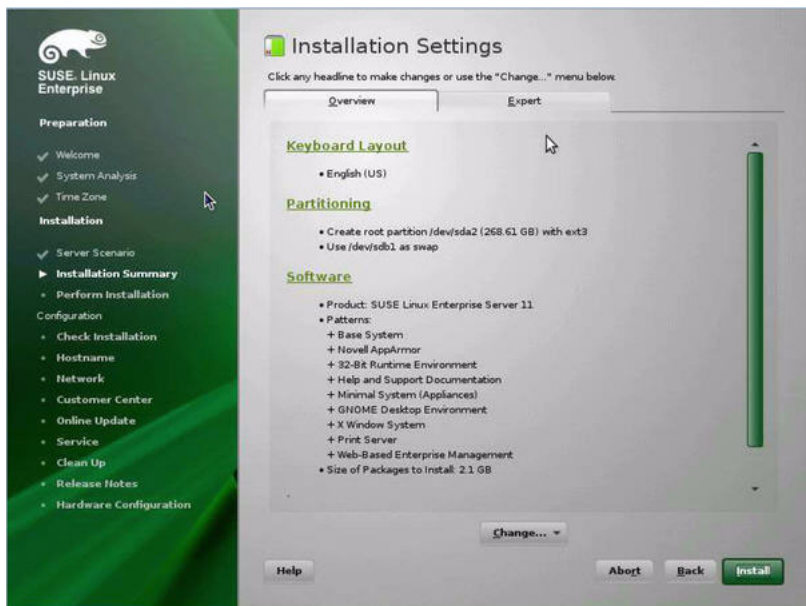 SUSE. Linux
Enterprise
Preparation
Welcome
System Analysis
Time Zone
Installation
Server Scenario
Installation Summary
Perform Installation
Configuration
Check Installation
Hostname
Network
Customer Center
Online Update
Service
Clean Up
Release Notes
Hardware Configuration
Installation Settings
Click any headline to make changes or use the "Change..." menu below.
Overview
Expert
Keyboard Layout
• English (US)
Partitioning
• Create root partition /dev/sda2 (268.61 GB) with ext3
• Use /dev/sdb1 as swap
Software
• Product: SUSE Linux Enterprise Server 11
• Patterns:
+ Base System
+ Novell AppArmor
+ 32-Bit Runtime Environment
+ Help and Support Documentation
+ Minimal System (Appliances)
+ GNOME Desktop Environment
+ X Window System
+ Print Server
+ Web-Based Enterprise Management
• Size of Packages to Install: 2.1 GB
Change...
Help
Abort
Back
Install